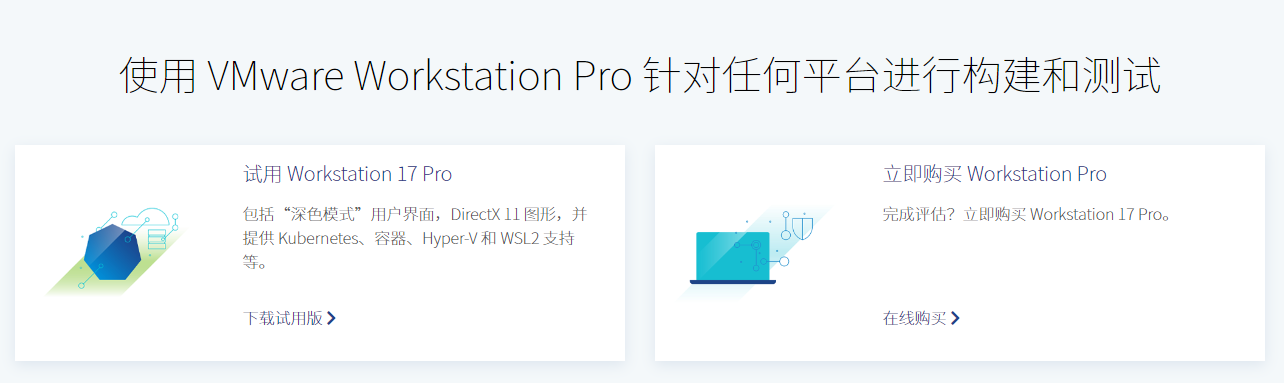 使用 VMware Workstation Pro 针对任何平台进行构建和测试
试用 Workstation 17 Pro
包括“深色模式”用户界面，DirectX 11 图形，并
提供 Kubernetes、容器、Hyper-V 和 WSL2 支持
等。
下载试用版
立即购买 Workstation Pro
完成评估？立即购买 Workstation 17 Pro。
在线购买